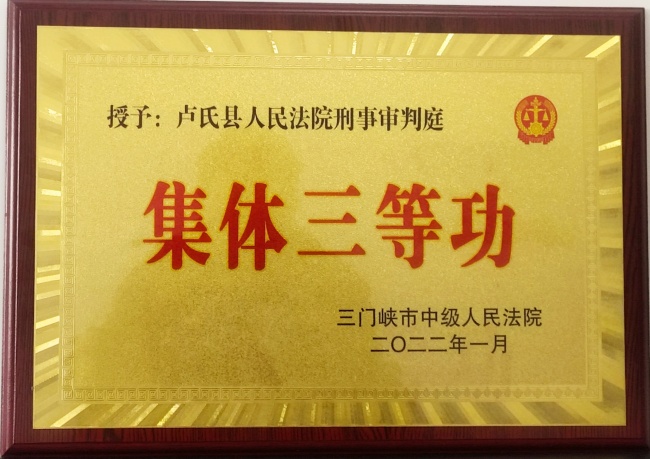 授予：卢氏县人民法院刑事审判庭
集体三等功
三门峡市中级人民法院
二〇二二年一月